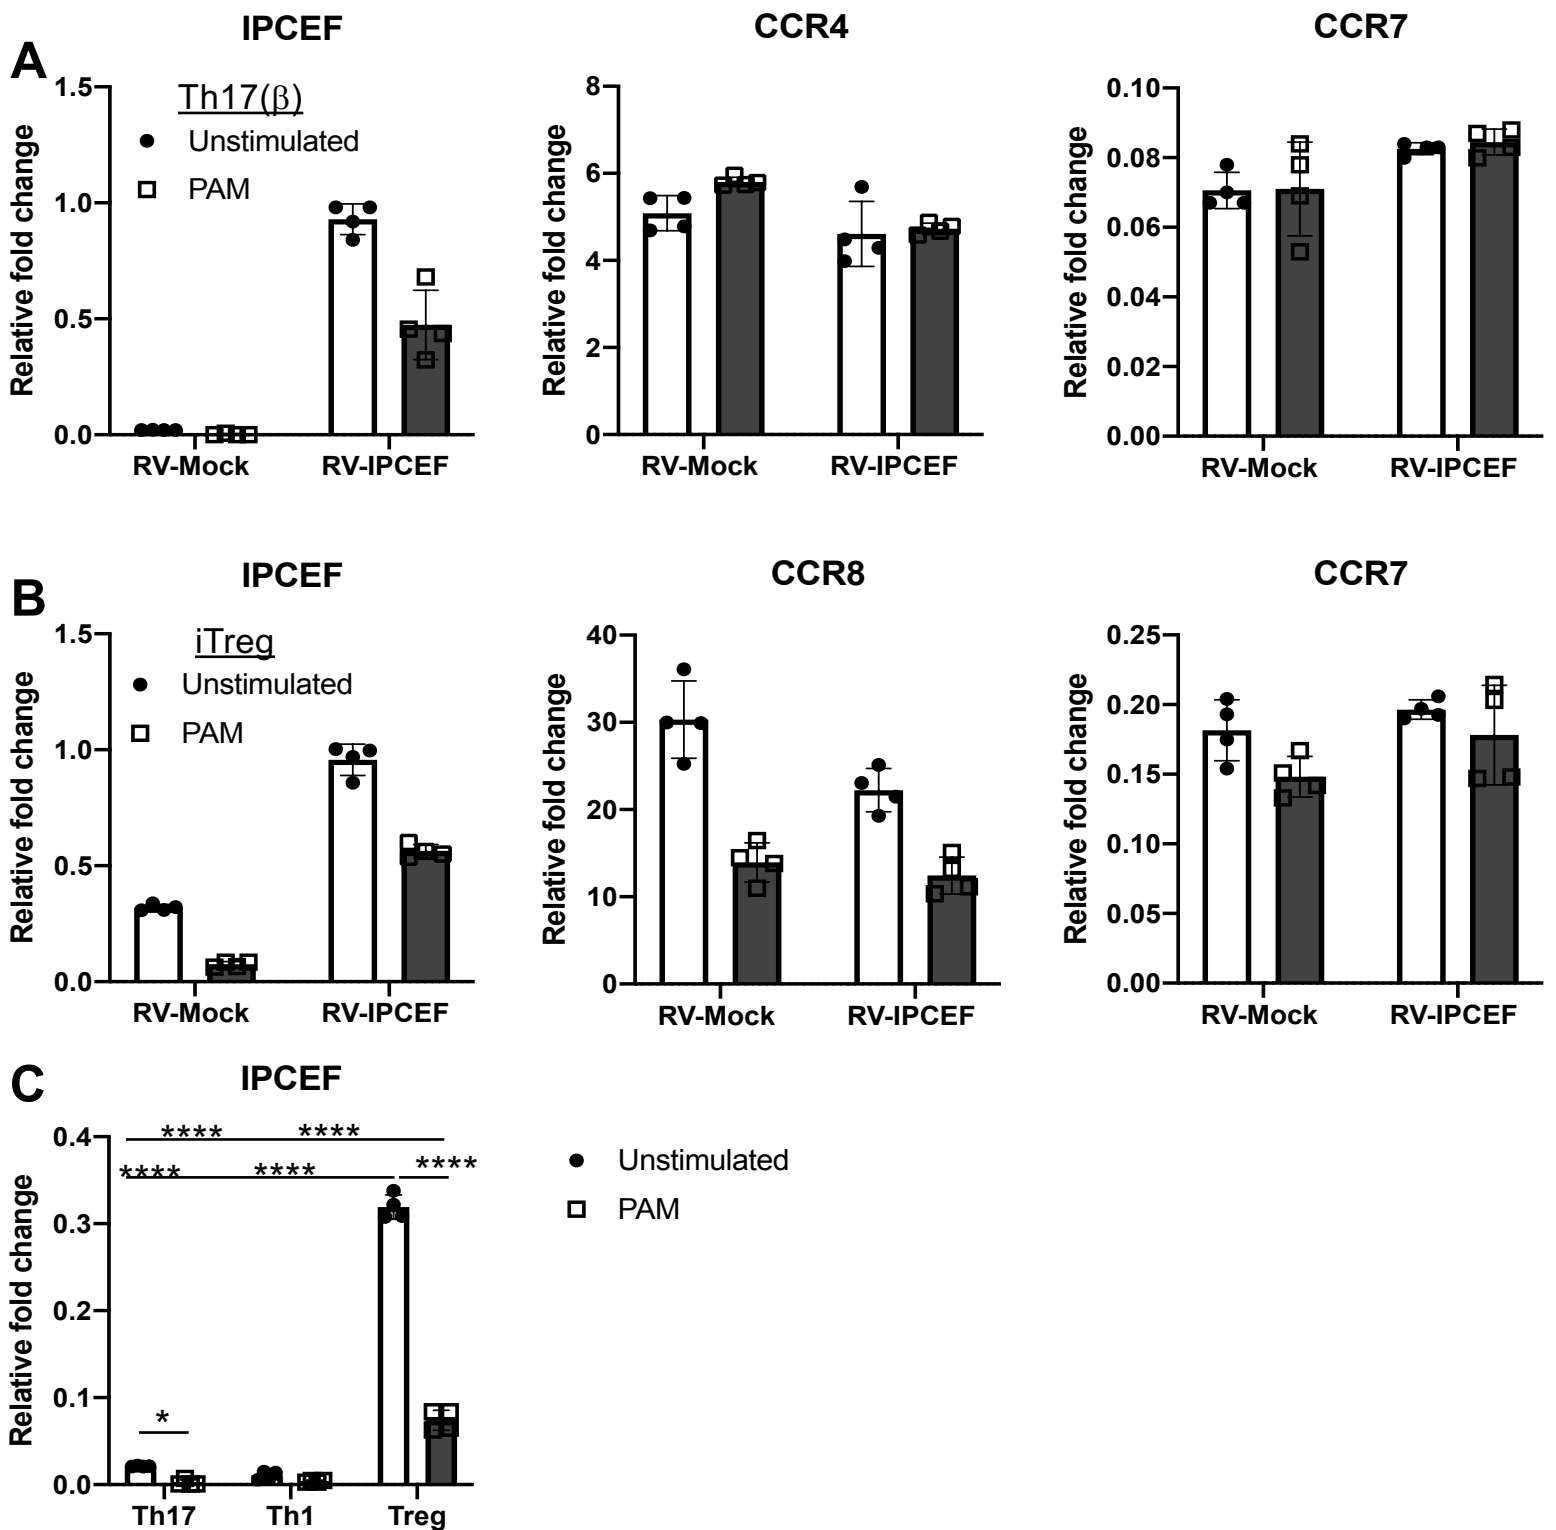 A
IPCEF
CCR4
CCR7
Th17(β)
Unstimulated
PAM
Relative fold change
1.5
1.0
0.5
0.0
RV-Mock RV-IPCEF
Relative fold change
8
6
4
2
0
RV-Mock RV-IPCEF
Relative fold change
0.10
0.08
0.06
0.04
0.02
0.00
RV-Mock RV-IPCEF
B
IPCEF
CCR8
CCR7
iTreg
Unstimulated
PAM
Relative fold change
1.5
1.0
0.5
0.0
RV-Mock RV-IPCEF
Relative fold change
40
30
20
10
0
RV-Mock RV-IPCEF
Relative fold change
0.25
0.20
0.15
0.10
0.05
0.00
RV-Mock RV-IPCEF
C
IPCEF
Relative fold change
0.4
0.3
0.2
0.1
0.0
**** ****
**** **** ****
*
Th17 Th1 Treg
Unstimulated
PAM